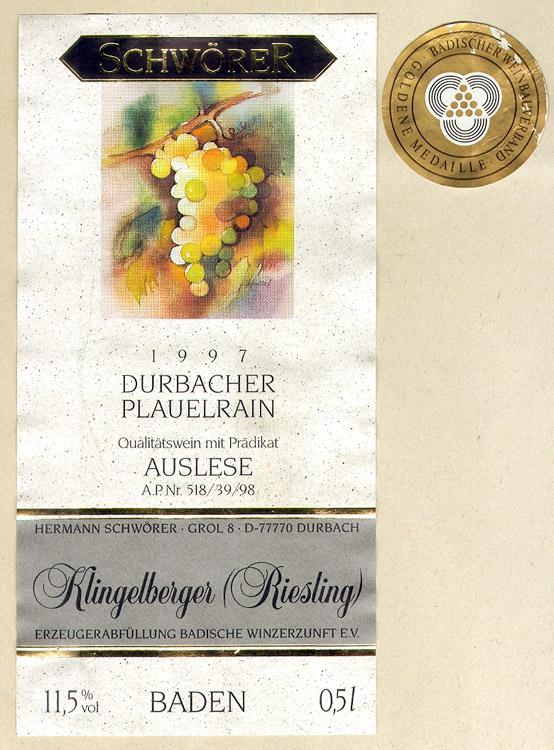 SCHWÖRER
BADISCHER WEINBAUVERBAND
GOLDENE MEDAILLE
1997
DURBACHER
PLAUELRAIN
Qualitätswein mit Prädikat
AUSLESE
A.P. Nr. 518/39/98
HERMANN SCHWÖRER · GROL 8 · D-77770 DURBACH
Klingelberger (Riesling)
ERZEUGERABFÜLLUNG BADISCHE WINZERZUNFT E.V.
11,5 % vol BADEN 0,5 l